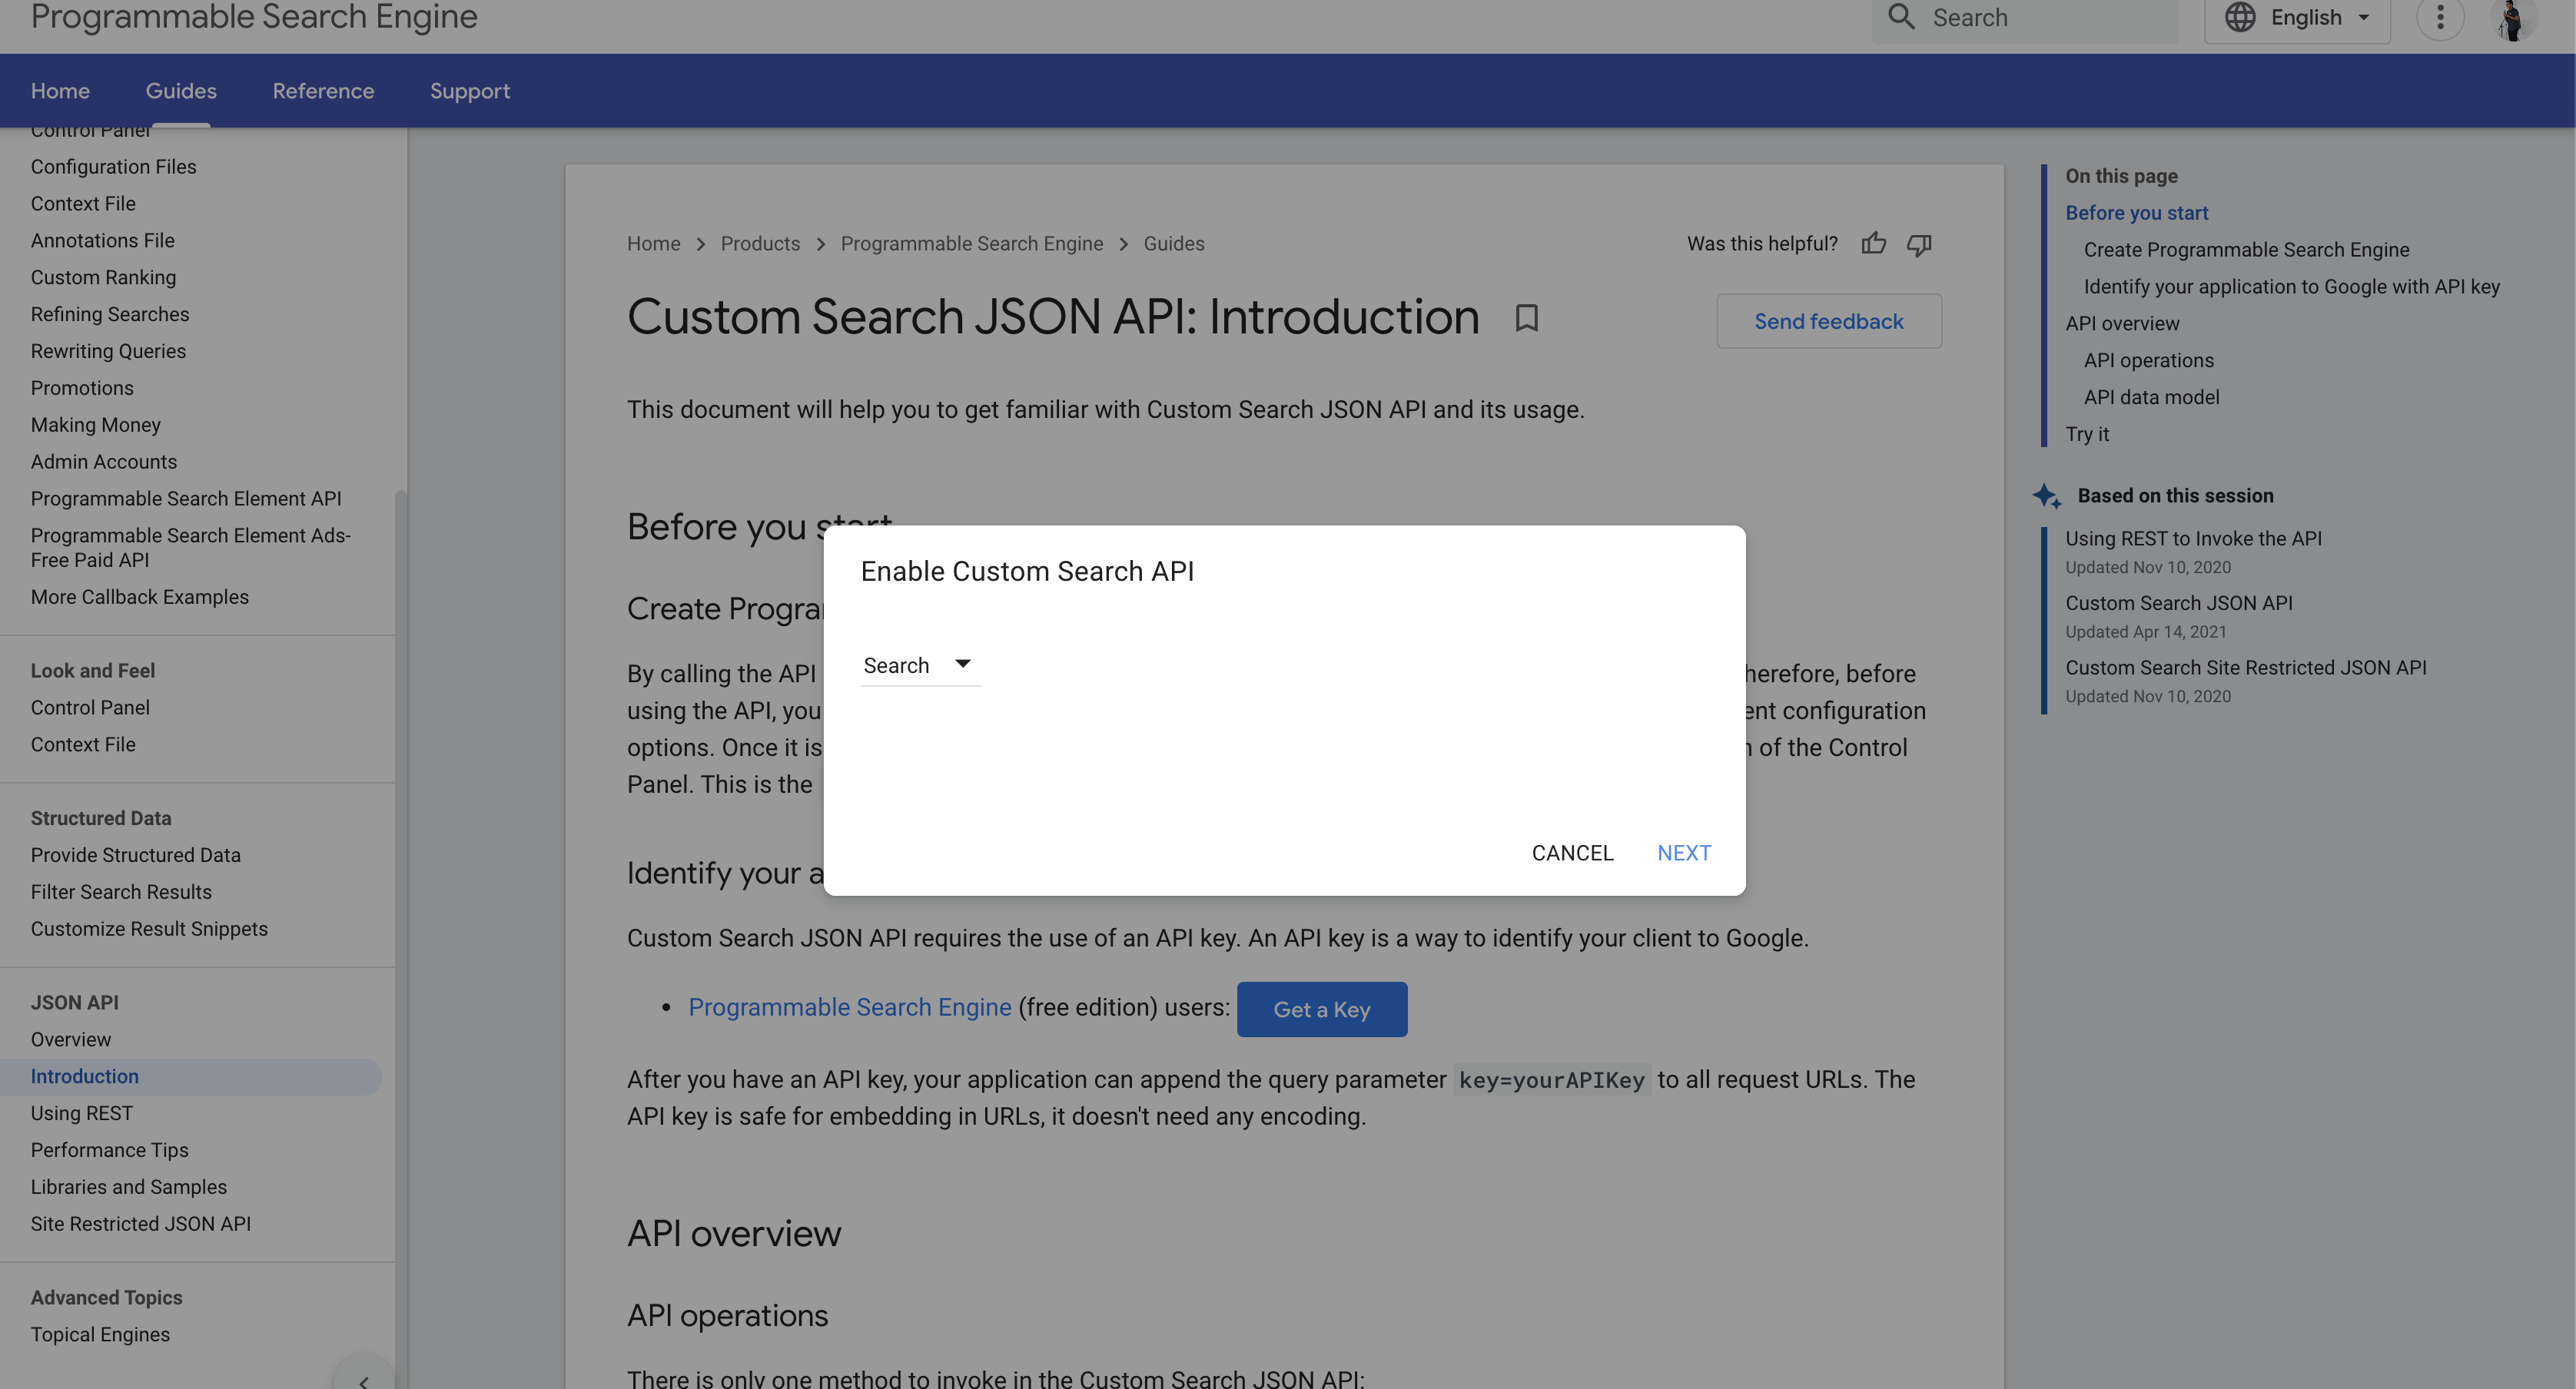 Programmable Search Engine
Search
English
Home
Guides
Reference
Support
Control Panel
Configuration Files
Context File
Annotations File
Custom Ranking
Refining Searches
Rewriting Queries
Promotions
Making Money
Admin Accounts
Programmable Search Element API
Programmable Search Element Ads-
Free Paid API
More Callback Examples
Look and Feel
Control Panel
Context File
Structured Data
Provide Structured Data
Filter Search Results
Customize Result Snippets
JSON API
Overview
Introduction
Using REST
Performance Tips
Libraries and Samples
Site Restricted JSON API
Advanced Topics
Topical Engines
Home > Products > Programmable Search Engine > Guides
Was this helpful?
Custom Search JSON API: Introduction
Send feedback
This document will help you to get familiar with Custom Search JSON API and its usage.
Before you start
Create Program
By calling the API herefore, before
using the API, you ent configuration
options. Once it is of the Control
Panel. This is the
Enable Custom Search API
Search
CANCEL
NEXT
Identify your a
Custom Search JSON API requires the use of an API key. An API key is a way to identify your client to Google.
• Programmable Search Engine (free edition) users: Get a Key
After you have an API key, your application can append the query parameter key=yourAPIKey to all request URLs. The
API key is safe for embedding in URLs, it doesn't need any encoding.
API overview
API operations
There is only one method to invoke in the Custom Search JSON API:
On this page
Before you start
Create Programmable Search Engine
Identify your application to Google with API key
API overview
API operations
API data model
Try it
Based on this session
Using REST to Invoke the API
Updated Nov 10, 2020
Custom Search JSON API
Updated Apr 14, 2021
Custom Search Site Restricted JSON API
Updated Nov 10, 2020